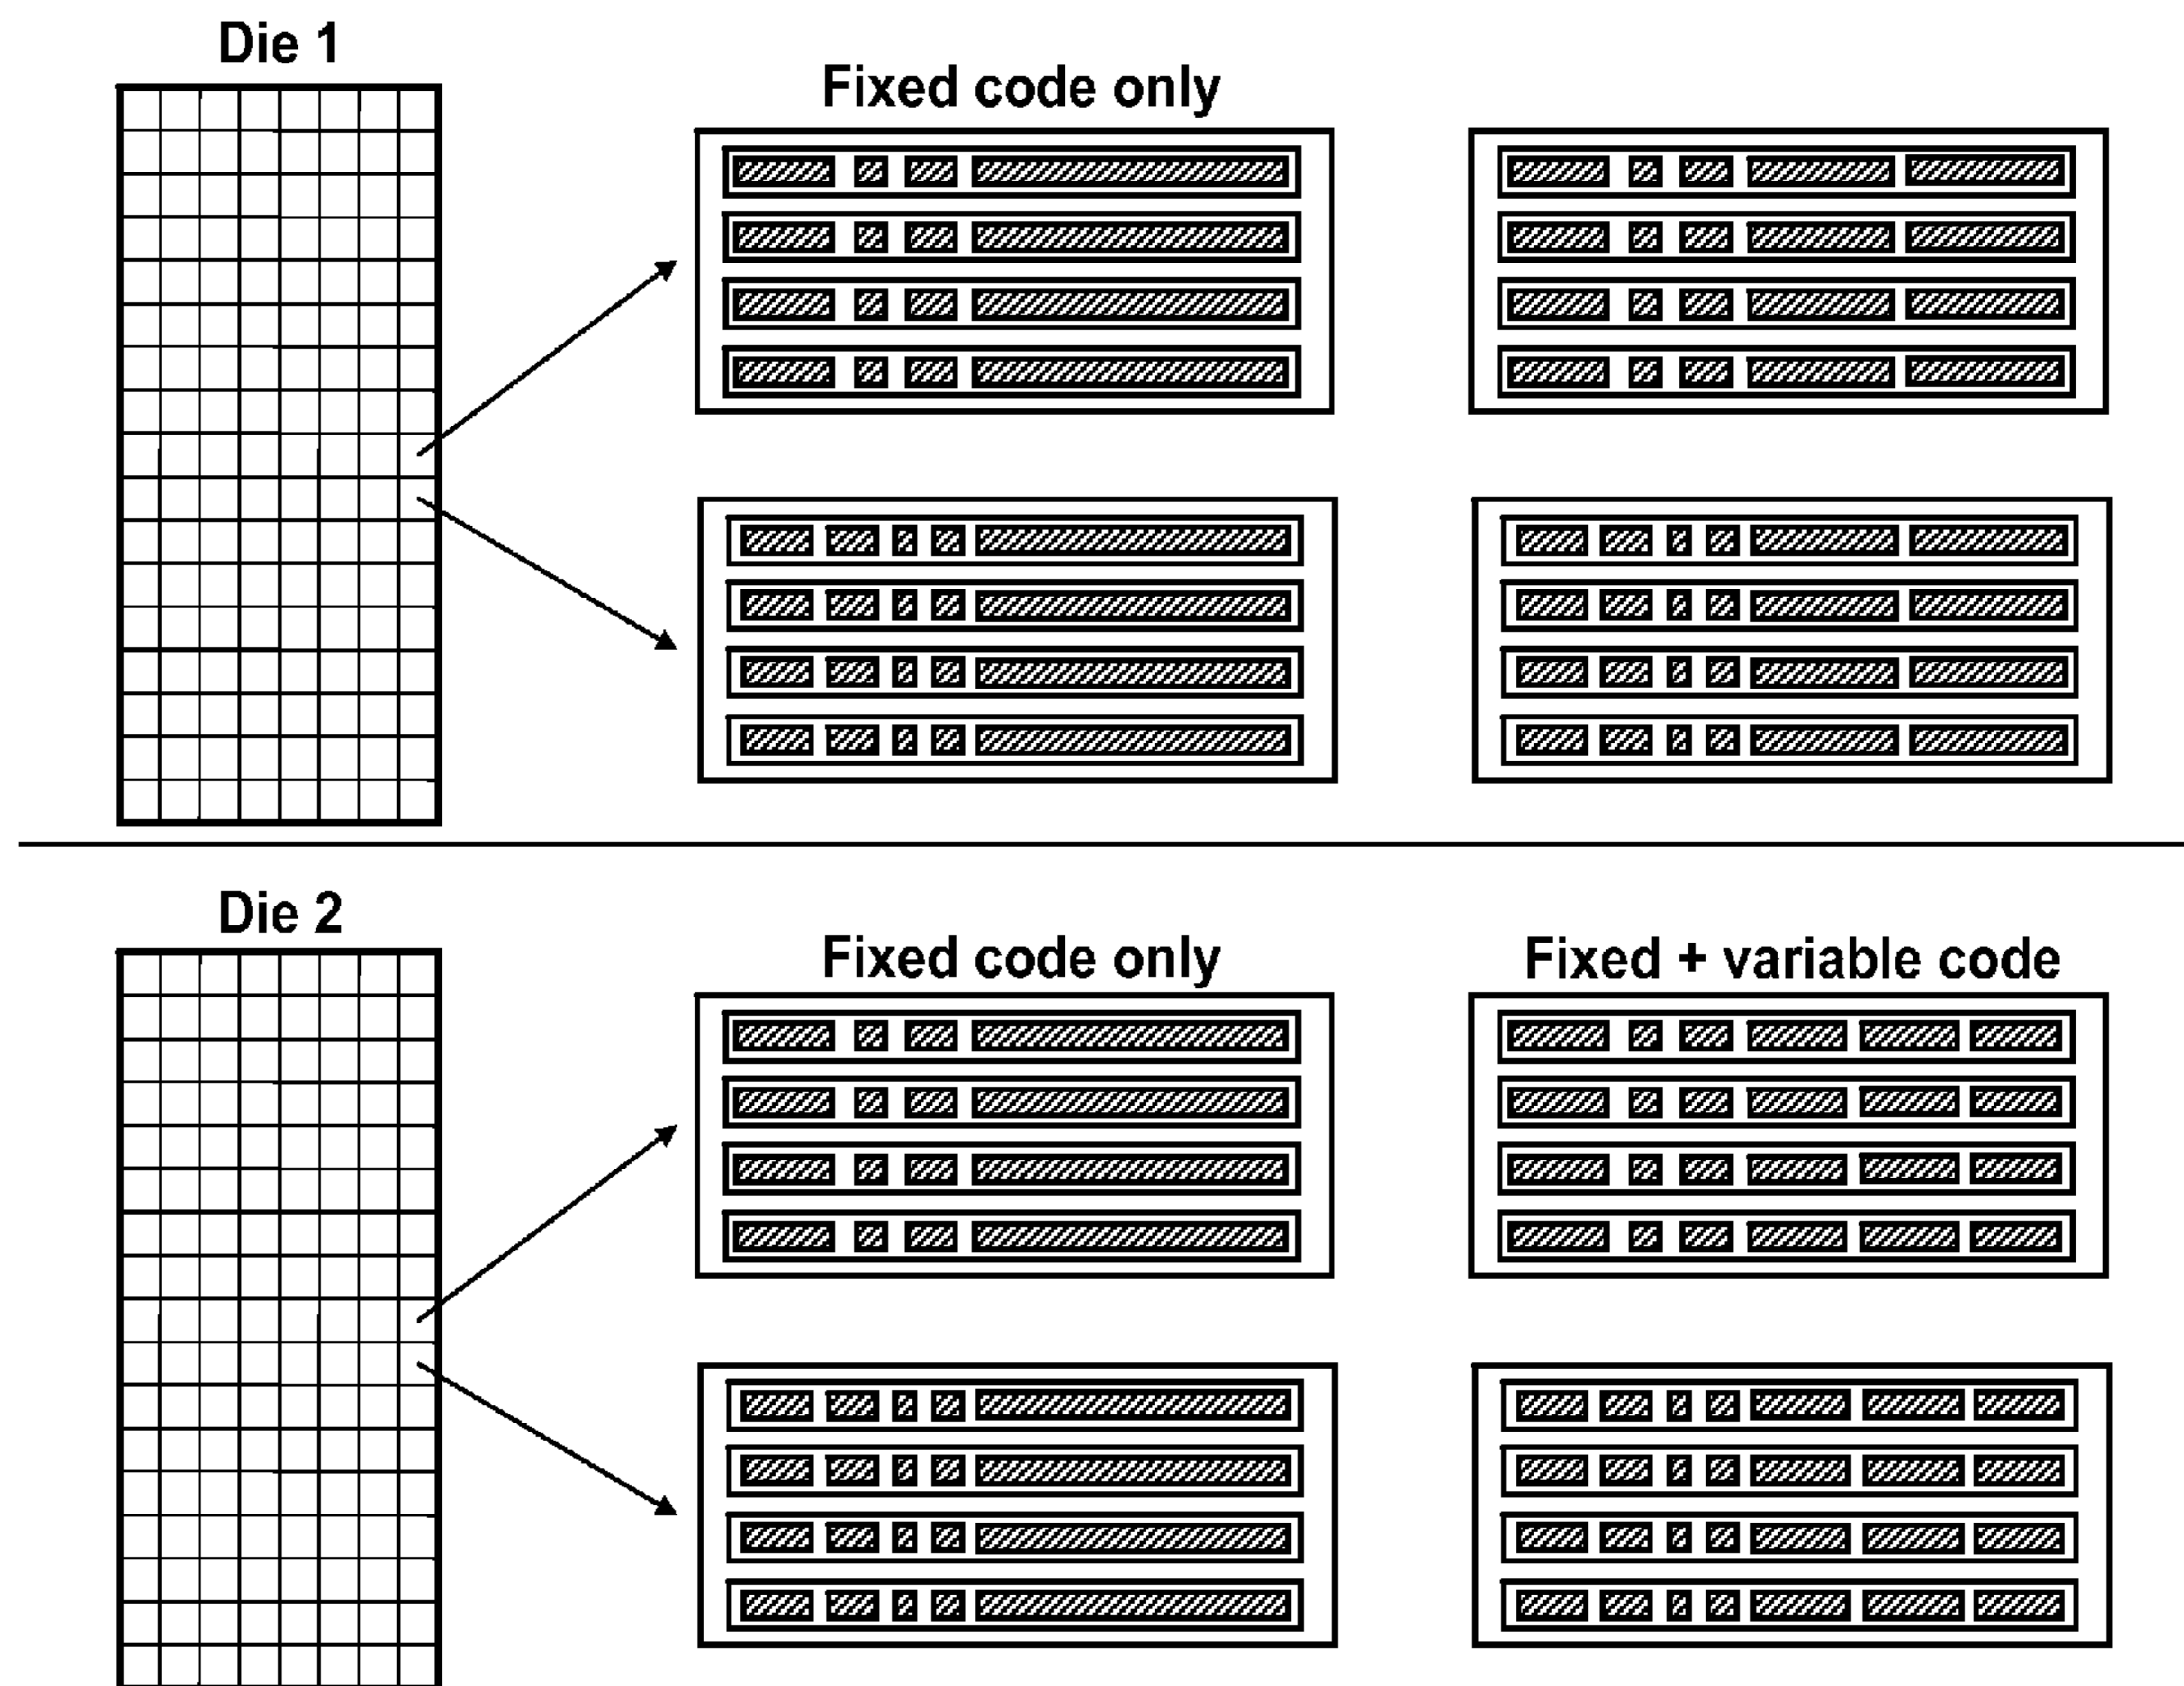 Die 1
Fixed code only
Die 2
Fixed code only
Fixed + variable code